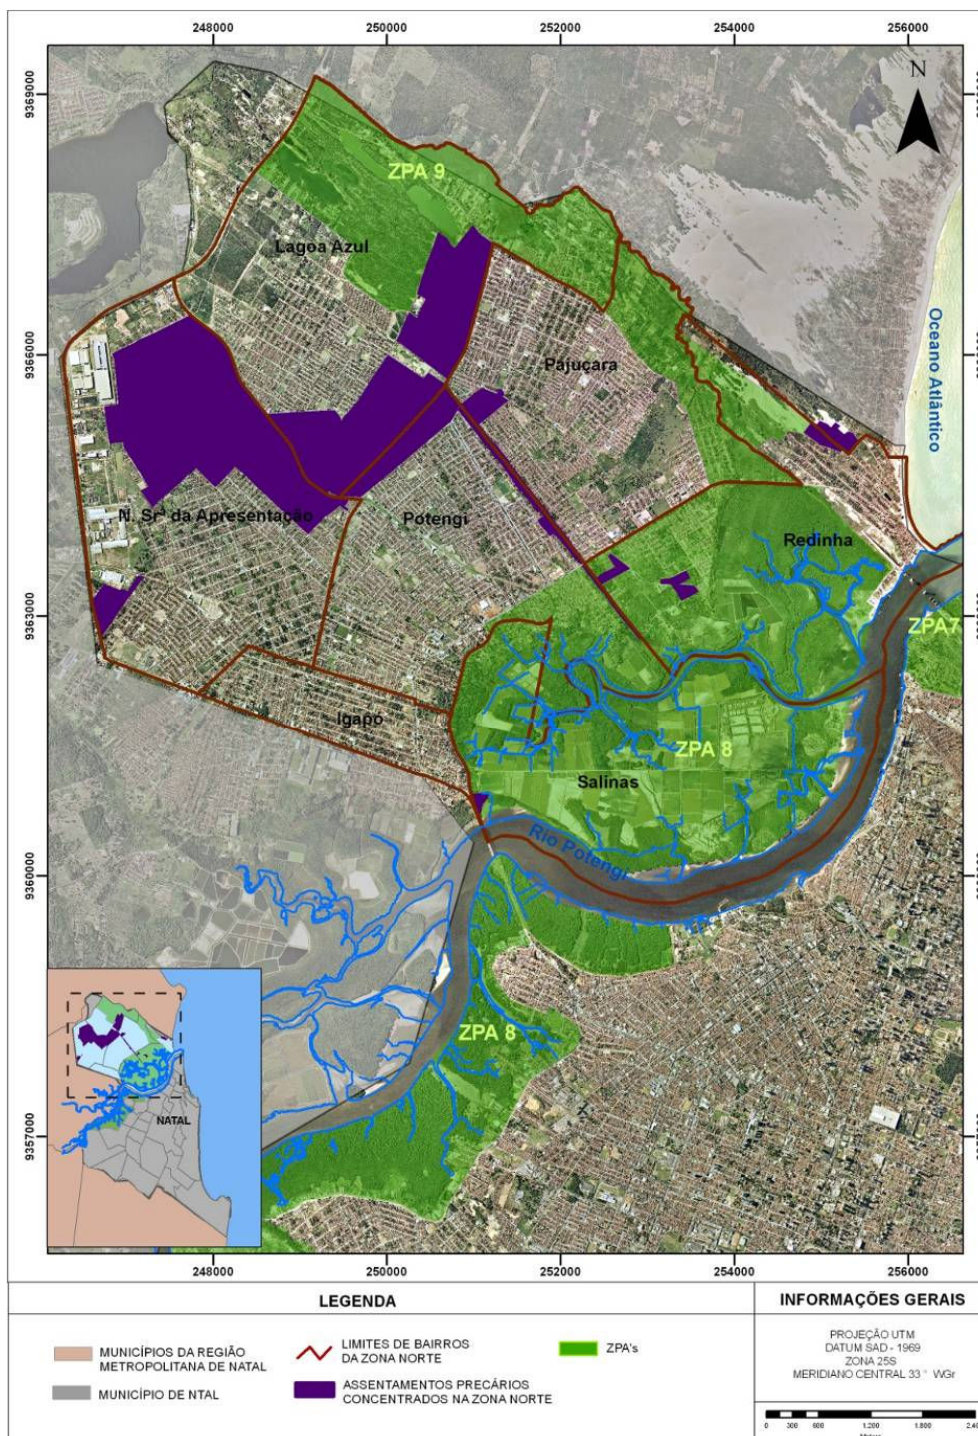 248000 250000 252000 254000 256000
N
9369000
ZPA 9
Lagoa Azul
Oceano Atlântico
9366000
Pajuçara
N. Srª da Apresentação
Potengi
Redinha
9363000
ZPA7
Igapó
ZPA 8
Salinas
Rio Potengi
9360000
ZPA 8
NATAL
9357000
248000 250000 252000 254000 256000
LEGENDA
MUNICÍPIOS DA REGIÃO
METROPOLITANA DE NATAL
MUNICÍPIO DE NTAL
LIMITES DE BAIRROS
DA ZONA NORTE
ASSENTAMENTOS PRECÁRIOS
CONCENTRADOS NA ZONA NORTE
ZPA's
INFORMAÇÕES GERAIS
PROJEÇÃO UTM
DATUM SAD - 1969
ZONA 25S
MERIDIANO CENTRAL 33 ° WGr
0 300 600 1.200 1.800